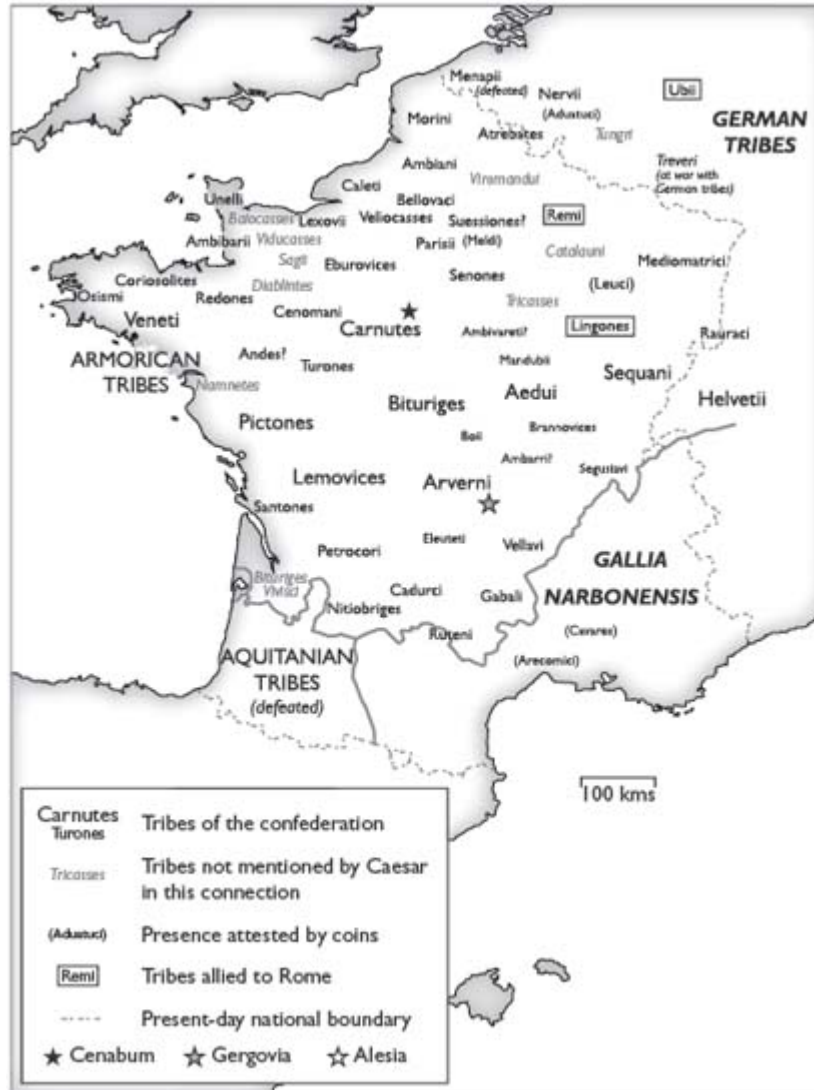 Menapii
(defeated)
Nervii
(Aduatuci)
Ubii
GERMAN
TRIBES
Morini
Atrebates
Tungri
Treveri
(at war with
German tribes)
Ambiani
Viromandui
Caleti
Bellovaci
Unelli
Baiocasses
Lexovii
Veliocasses
Suessiones?
Remi
Ambibarii
Viducasses
Parisii
(Meldi)
Catalauni
Sagii
Eburovices
Mediomatrici
Coriosolites
Diablintes
Senones
(Leuci)
Osismi
Redones
Cenomani
Tricasses
Veneti
Carnutes
Ambivareti?
Lingones
Rauraci
ARMORICAN
TRIBES
Andes?
Turones
Mandubii
Sequani
Namnetes
Bituriges
Aedui
Helvetii
Pictones
Boii
Brannovices
Ambarri?
Lemovices
Arverni
Segusiavi
Santones
Eleuteti
Vellavi
Petrocori
GALLIA
NARBONENSIS
Bituriges
Vivisci
Cadurci
Gabali
Nitiobriges
Ruteni
(Arecomici)
AQUITANIAN
TRIBES
(defeated)
100 kms
Carnutes
Turones
Tribes of the confederation
Tricasses
Tribes not mentioned by Caesar
in this connection
(Aduatuci)
Presence attested by coins
Remi
Tribes allied to Rome
Present-day national boundary
Cenabum
Gergovia
Alesia